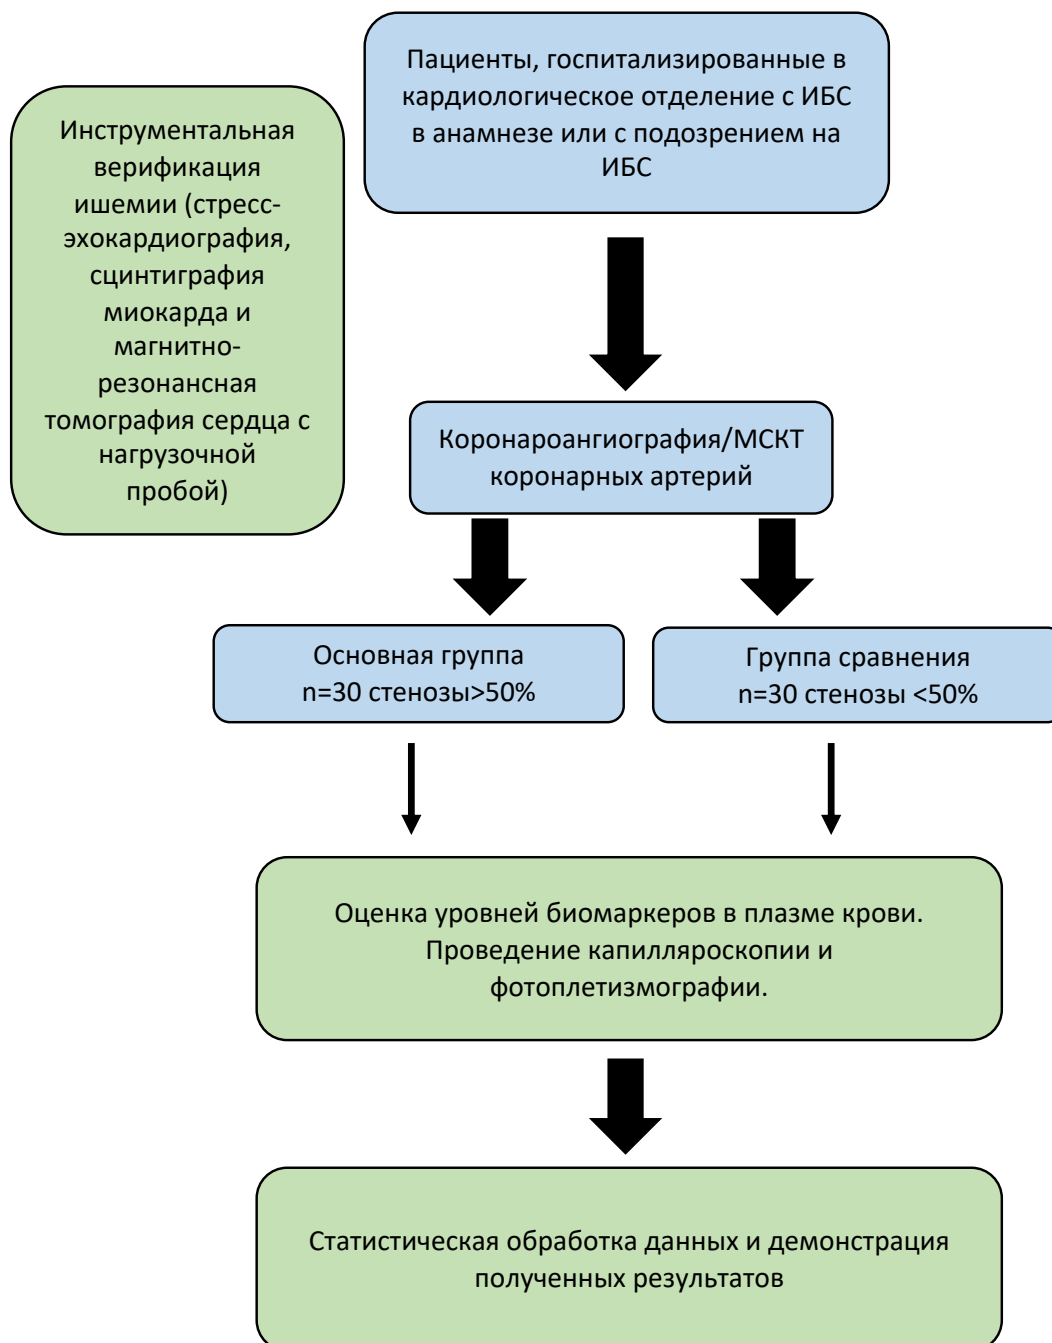 Пациенты, госпитализированные в
кардиологическое отделение с ИБС
в анамнезе или с подозрением на
ИБС
Инструментальная
верификация
ишемии (стресс-
эхокардиография,
сцинтиграфия
миокарда и
магнитно-
резонансная
томография сердца с
нагрузочной
пробой)
Коронароангиография/МСКТ
коронарных артерий
Основная группа
n=30 стенозы>50%
Группа сравнения
n=30 стенозы <50%
Оценка уровней биомаркеров в плазме крови.
Проведение капилляроскопии и
фотоплетизмографии.
Статистическая обработка данных и демонстрация
полученных результатов